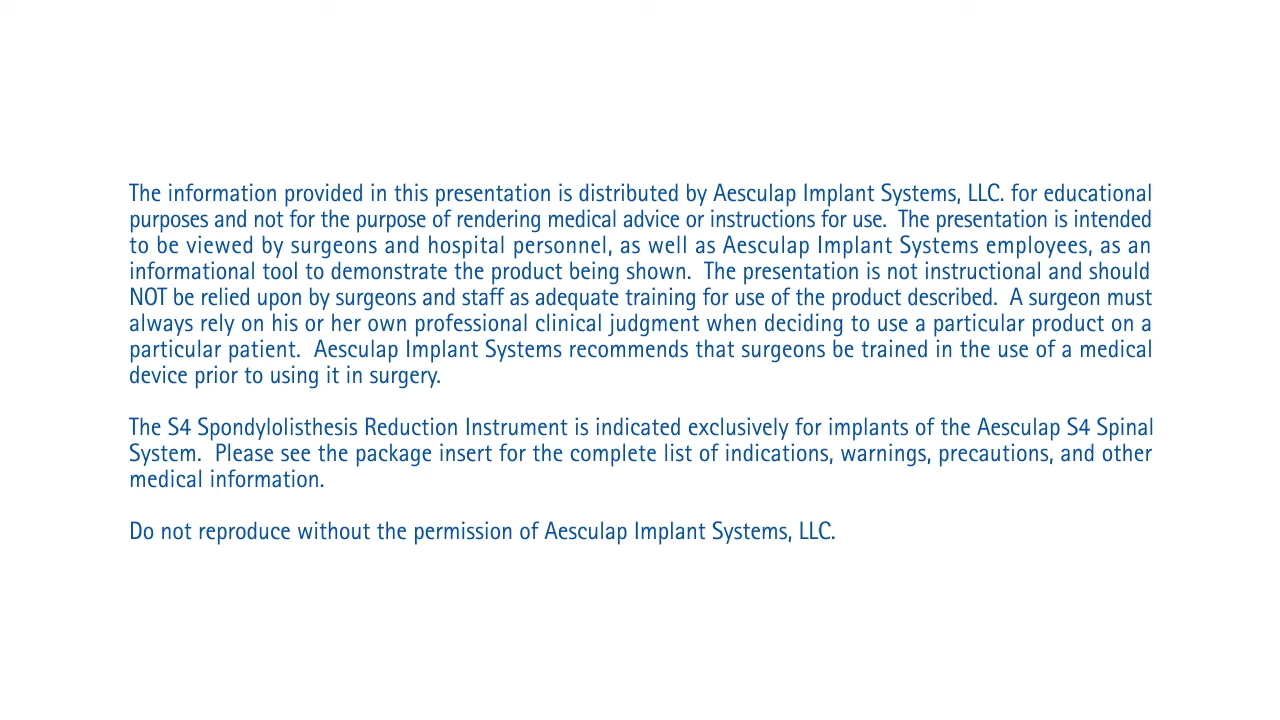 The information provided in this presentation is distributed by Aesculap Implant Systems, LLC. for educational
purposes and not for the purpose of rendering medical advice or instructions for use.  The presentation is intended
to be viewed by surgeons and hospital personnel, as well as Aesculap Implant Systems employees, as an
informational tool to demonstrate the product being shown.  The presentation is not instructional and should
NOT be relied upon by surgeons and staff as adequate training for use of the product described.  A surgeon must
always rely on his or her own professional clinical judgment when deciding to use a particular product on a
particular patient.  Aesculap Implant Systems recommends that surgeons be trained in the use of a medical
device prior to using it in surgery.
The S4 Spondylolisthesis Reduction Instrument is indicated exclusively for implants of the Aesculap S4 Spinal
System.  Please see the package insert for the complete list of indications, warnings, precautions, and other
medical information.
Do not reproduce without the permission of Aesculap Implant Systems, LLC.